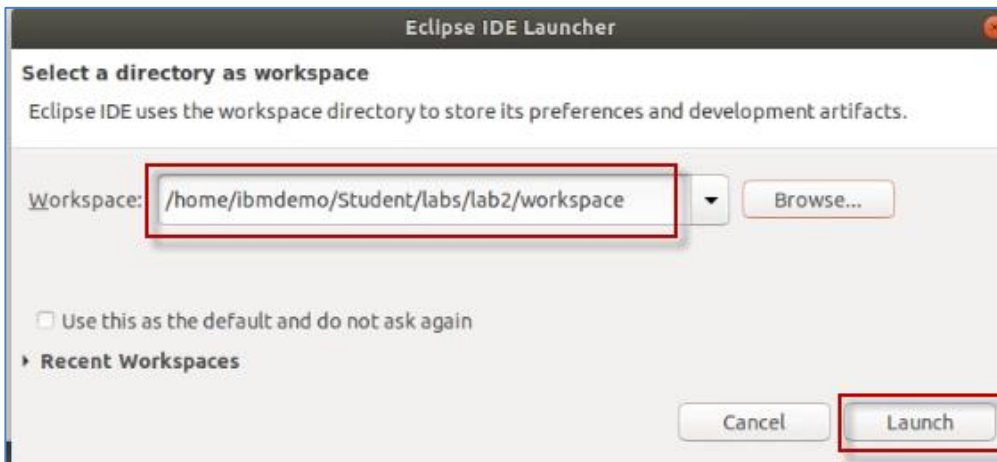 Eclipse IDE Launcher
Select a directory as workspace
Eclipse IDE uses the workspace directory to store its preferences and development artifacts.
Workspace: /home/ibmdemo/Student/labs/lab2/workspace Browse...
Use this as the default and do not ask again
Recent Workspaces
Cancel Launch